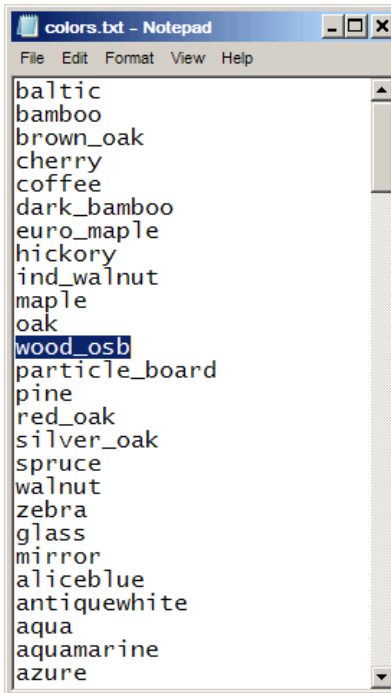 colors.txt – Notepad
File Edit Format View Help
baltic
bamboo
brown_oak
cherry
coffee
dark_bamboo
euro_maple
hickory
ind_walnut
maple
oak
wood_osb
particle_board
pine
red_oak
silver_oak
spruce
walnut
zebra
glass
mirror
aliceblue
antiquewhite
aqua
aquamarine
azure